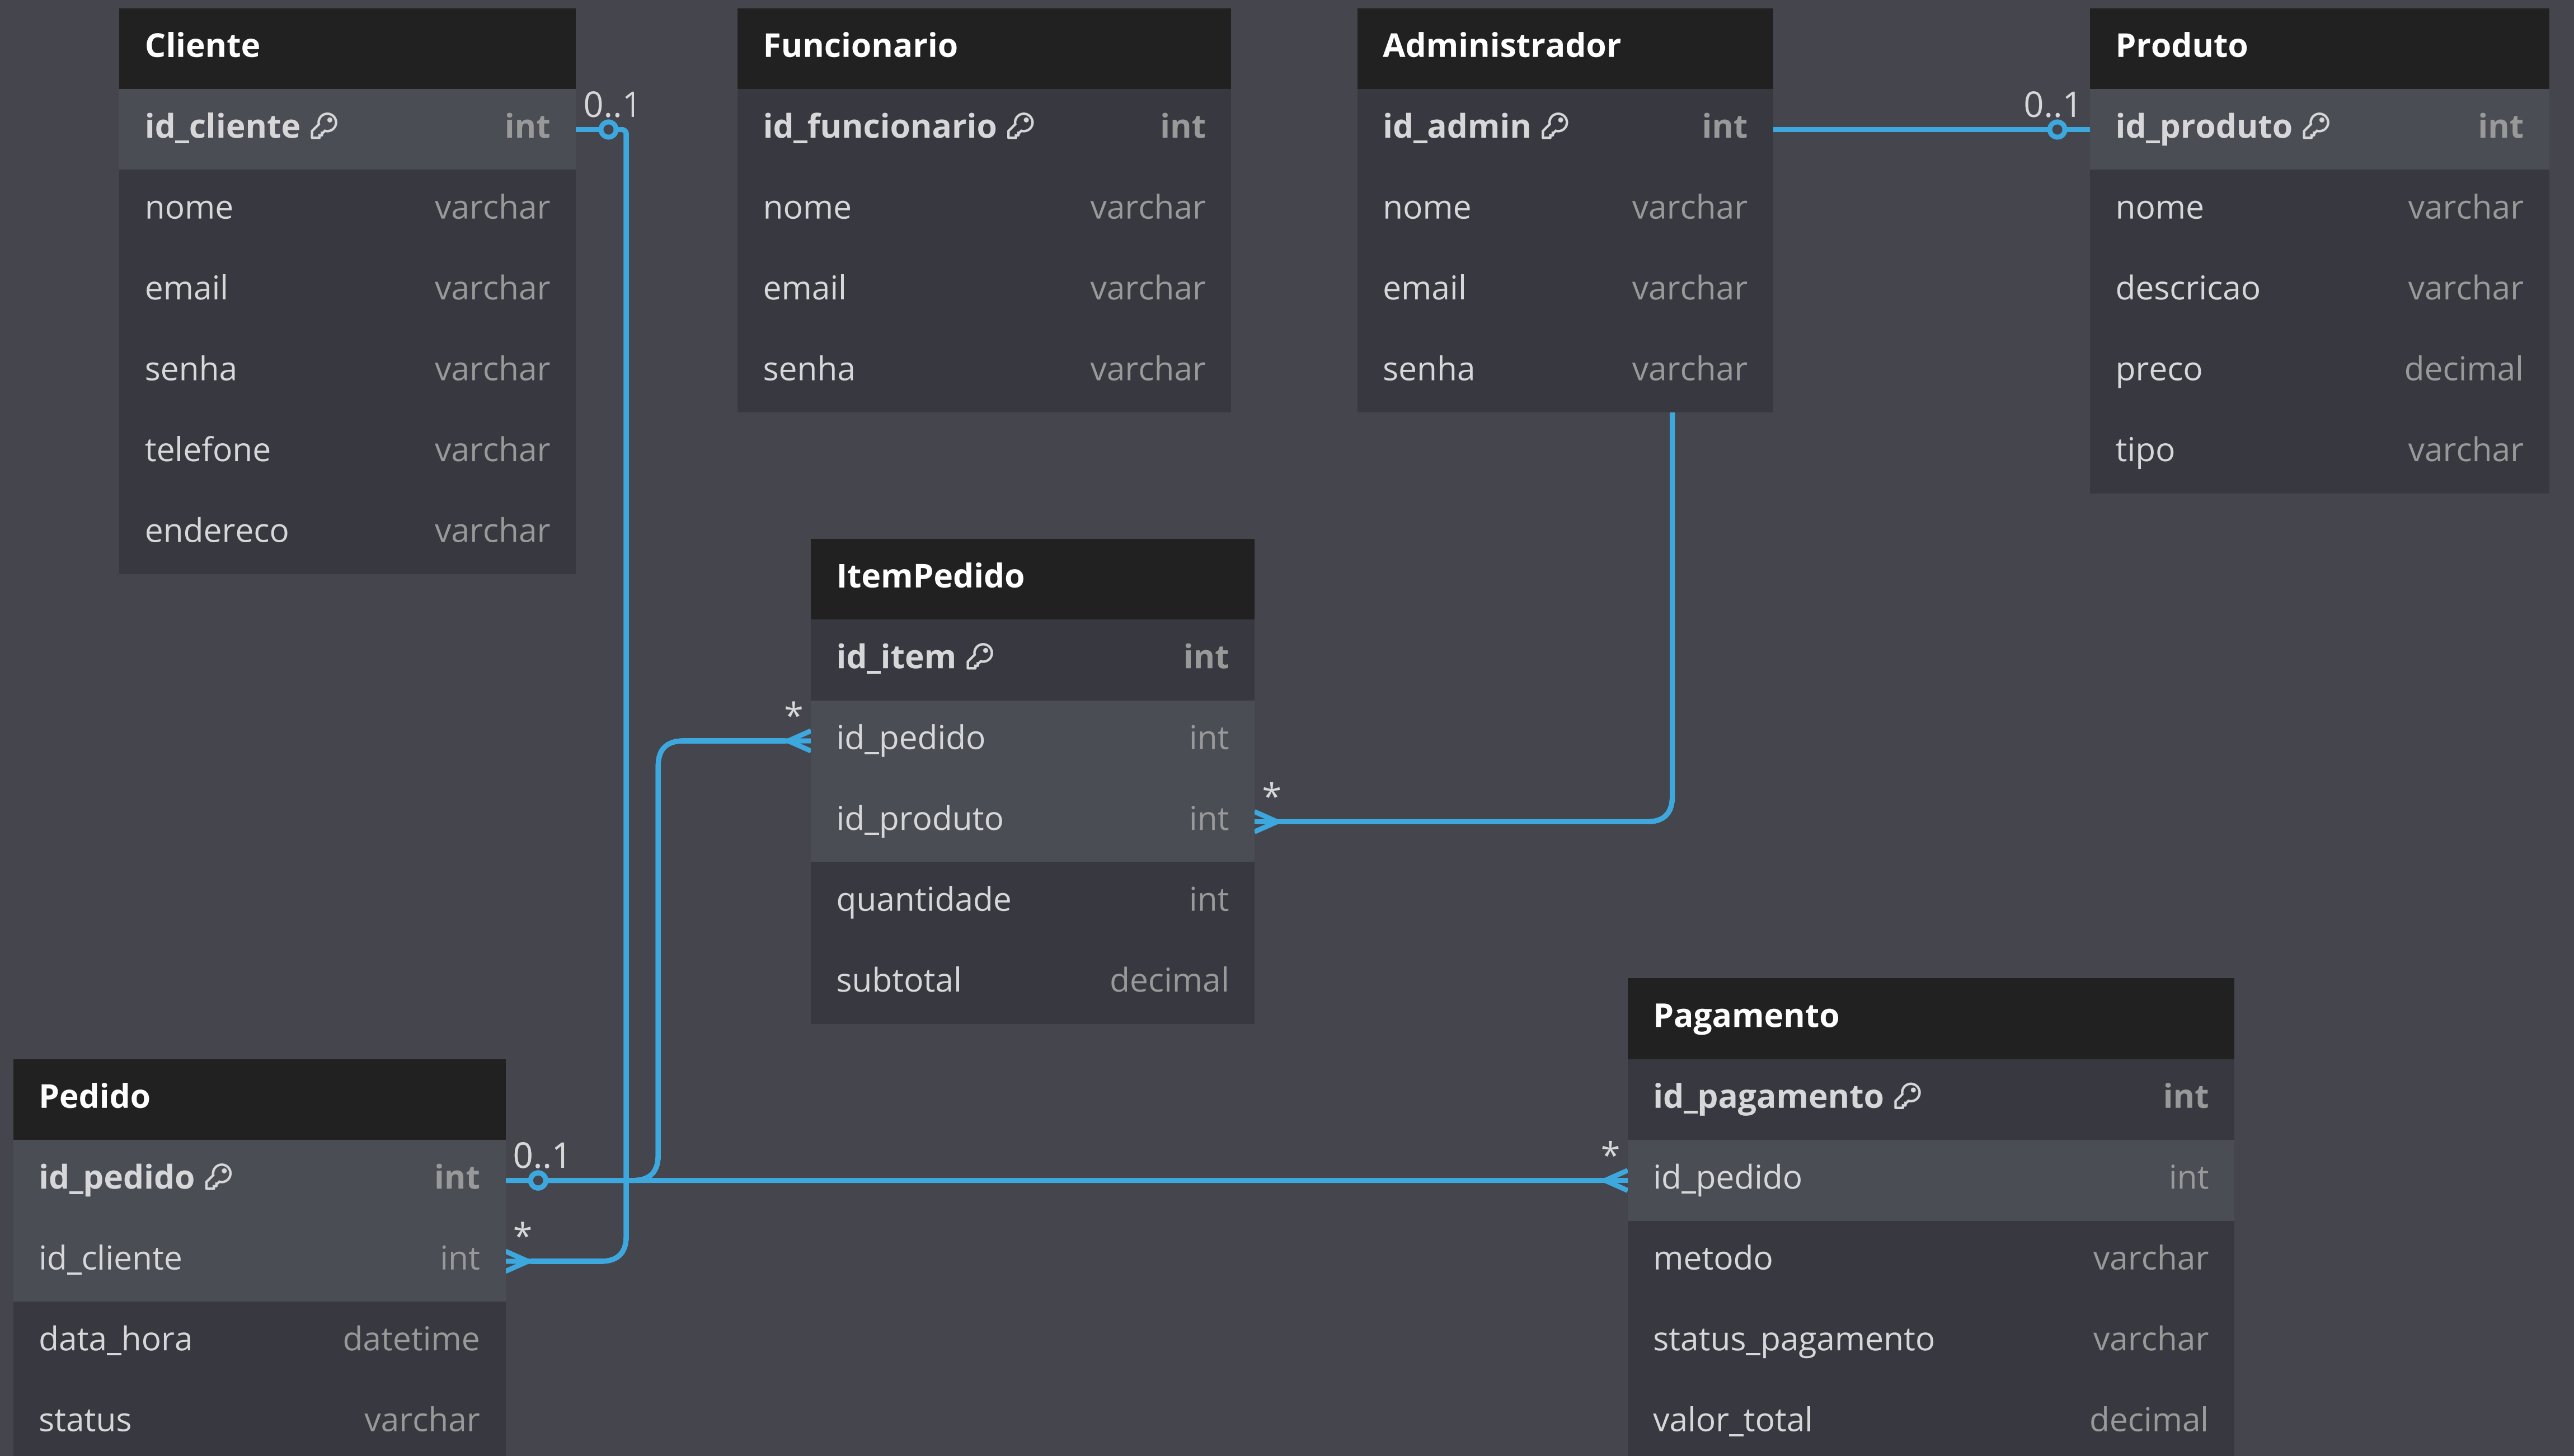 Cliente
id_cliente int
nome varchar
email varchar
senha varchar
telefone varchar
endereco varchar
0..1
Funcionario
id_funcionario int
nome varchar
email varchar
senha varchar
Administrador
id_admin int
nome varchar
email varchar
senha varchar
0..1
Produto
id_produto int
nome varchar
descricao varchar
preco decimal
tipo varchar
ItemPedido
id_item int
*
id_pedido int
id_produto int
*
quantidade int
subtotal decimal
Pedido
id_pedido int
0..1
id_cliente int
*
data_hora datetime
status varchar
Pagamento
id_pagamento int
*
id_pedido int
metodo varchar
status_pagamento varchar
valor_total decimal